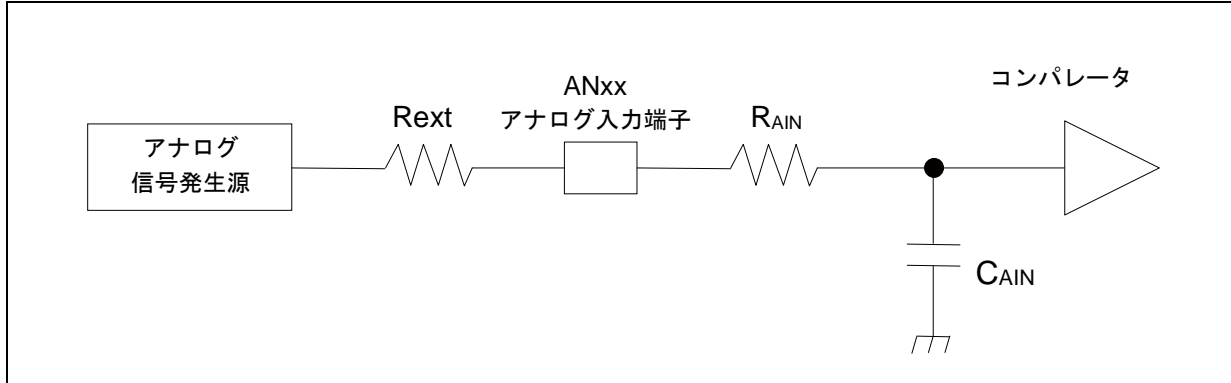 コンパレータ
ANxx
アナログ入力端子
Rext
RAIN
アナログ
信号発生源
CAIN